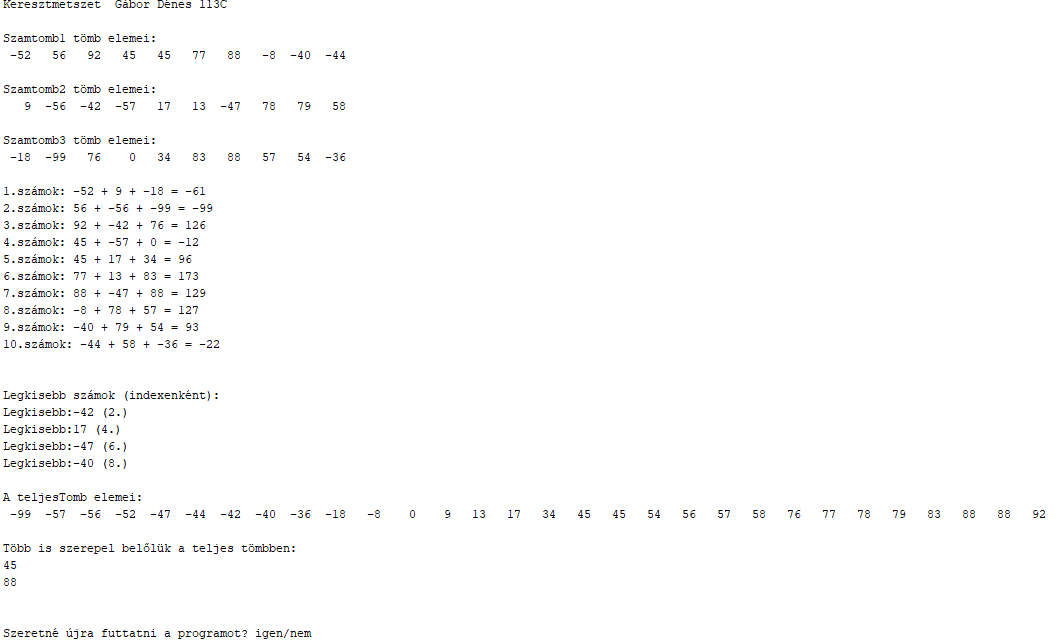 Keresztmetszet  Gábor Dénes 113C
Szamtomb1 tömb elemei:
-52   56   92   45   45   77   88   -8  -40  -44
Szamtomb2 tömb elemei:
9  -56  -42  -57   17   13  -47   78   79   58
Szamtomb3 tömb elemei:
-18  -99   76    0   34   83   88   57   54  -36
1.számok: -52 + 9 + -18 = -61
2.számok: 56 + -56 + -99 = -99
3.számok: 92 + -42 + 76 = 126
4.számok: 45 + -57 + 0 = -12
5.számok: 45 + 17 + 34 = 96
6.számok: 77 + 13 + 83 = 173
7.számok: 88 + -47 + 88 = 129
8.számok: -8 + 78 + 57 = 127
9.számok: -40 + 79 + 54 = 93
10.számok: -44 + 58 + -36 = -22
Legkisebb számok (indexenként):
Legkisebb:-42 (2.)
Legkisebb:17 (4.)
Legkisebb:-47 (6.)
Legkisebb:-40 (8.)
A teljesTomb elemei:
-99  -57  -56  -52  -47  -44  -42  -40  -36  -18   -8    0    9   13   17   34   45   45   54   56   57   58   76   77   78   79   83   88   88   92
Több is szerepel belőlük a teljes tömbben:
45
88
Szeretné újra futtatni a programot? igen/nem